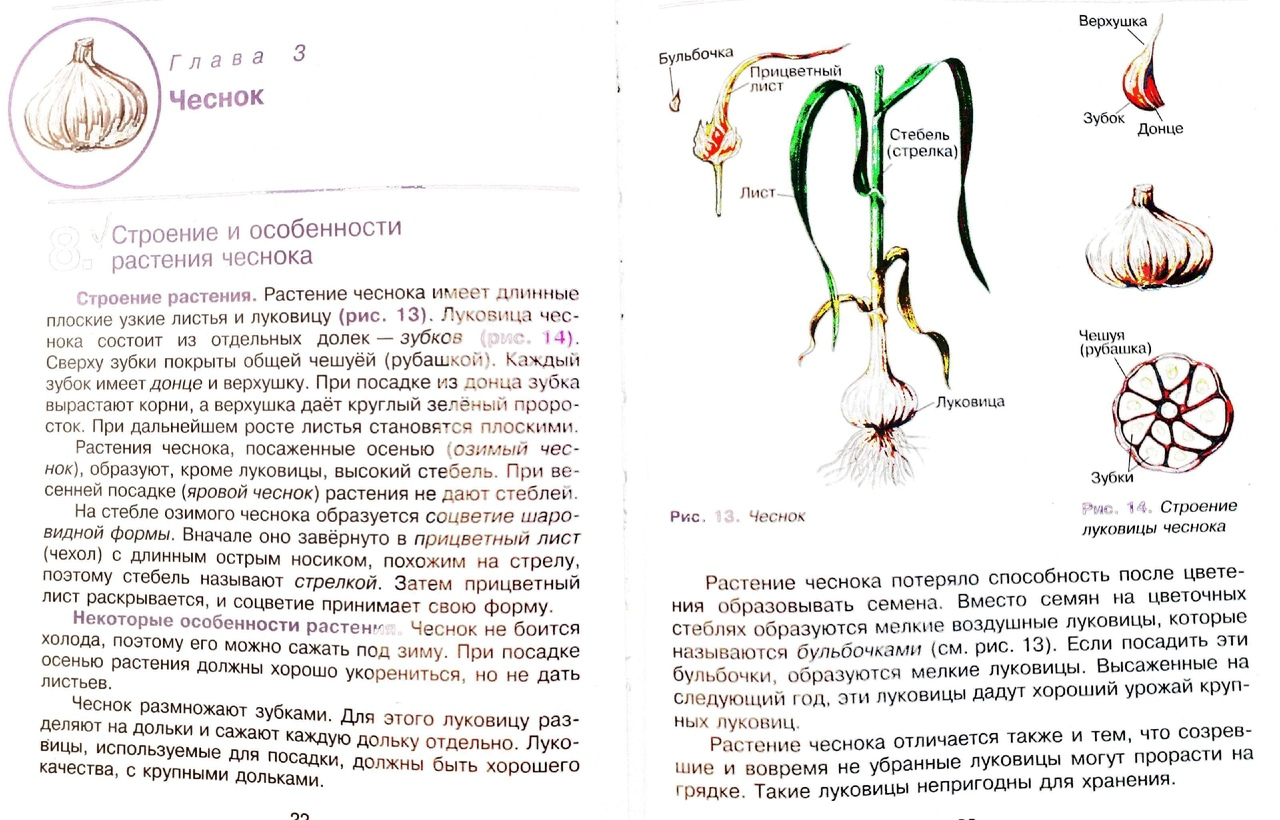 Глава 3
Чеснок
8. Строение и особенности
растения чеснока
Строение растения. Растение чеснока имеет длинные
плоские узкие листья и луковицу (рис. 13). Луковица чес-
нока состоит из отдельных долек — зубков (рис. 14).
Сверху зубки покрыты общей чешуёй (рубашкой). Каждый
зубок имеет донце и верхушку. При посадке из донца зубка
вырастают корни, а верхушка даёт круглый зелёный проро-
сток. При дальнейшем росте листья становятся плоскими.
Растения чеснока, посаженные осенью (озимый чес-
нок), образуют, кроме луковицы, высокий стебель. При ве-
сенней посадке (яровой чеснок) растения не дают стеблей.
На стебле озимого чеснока образуется соцветие шаро-
видной формы. Вначале оно завёрнуто в прицветный лист
(чехол) с длинным острым носиком, похожим на стрелу,
поэтому стебель называют стрелкой. Затем прицветный
лист раскрывается, и соцветие принимает свою форму.
Некоторые особенности растения. Чеснок не боится
холода, поэтому его можно сажать под зиму. При посадке
осенью растения должны хорошо укорениться, но не дать
листьев.
Чеснок размножают зубками. Для этого луковицу раз-
деляют на дольки и сажают каждую дольку отдельно. Луко-
вицы, используемые для посадки, должны быть хорошего
качества, с крупными дольками.
Бульбочка
Прицветный
лист
Стебель
(стрелка)
Лист
Луковица
Рис. 13. Чеснок
Верхушка
Зубок
Донце
Чешуя
(рубашка)
Зубки
Рис. 14. Строение
луковицы чеснока
Растение чеснока потеряло способность после цвете-
ния образовывать семена. Вместо семян на цветочных
стеблях образуются мелкие воздушные луковицы, которые
называются бульбочками (см. рис. 13). Если посадить эти
бульбочки, образуются мелкие луковицы. Высаженные на
следующий год, эти луковицы дадут хороший урожай круп-
ных луковиц.
Растение чеснока отличается также и тем, что созрев-
шие и вовремя не убранные луковицы могут прорасти на
грядке. Такие луковицы непригодны для хранения.